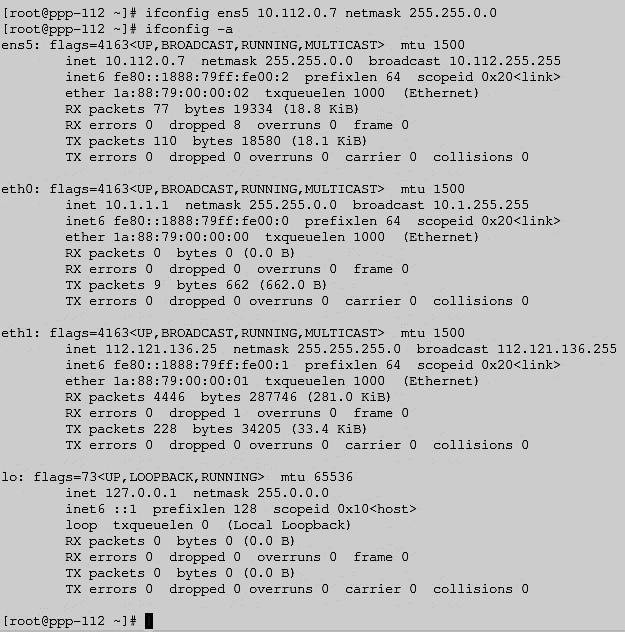 [root@ppp-112 ~]# ifconfig ens5 10.112.0.7 netmask 255.255.0.0
[root@ppp-112 ~]# ifconfig -a
ens5: flags=4163<UP,BROADCAST,RUNNING,MULTICAST>  mtu 1500
        inet 10.112.0.7  netmask 255.255.0.0  broadcast 10.112.255.255
        inet6 fe80::1888:79ff:fe00:2  prefixlen 64  scopeid 0x20<link>
        ether 1a:88:79:00:00:02  txqueuelen 1000  (Ethernet)
        RX packets 77  bytes 19334 (18.8 KiB)
        RX errors 0  dropped 8  overruns 0  frame 0
        TX packets 110  bytes 18580 (18.1 KiB)
        TX errors 0  dropped 0 overruns 0  carrier 0  collisions 0

eth0: flags=4163<UP,BROADCAST,RUNNING,MULTICAST>  mtu 1500
        inet 10.1.1.1  netmask 255.255.0.0  broadcast 10.1.255.255
        inet6 fe80::1888:79ff:fe00:0  prefixlen 64  scopeid 0x20<link>
        ether 1a:88:79:00:00:00  txqueuelen 1000  (Ethernet)
        RX packets 0  bytes 0 (0.0 B)
        RX errors 0  dropped 0  overruns 0  frame 0
        TX packets 9  bytes 662 (662.0 B)
        TX errors 0  dropped 0 overruns 0  carrier 0  collisions 0

eth1: flags=4163<UP,BROADCAST,RUNNING,MULTICAST>  mtu 1500
        inet 112.121.136.25  netmask 255.255.255.0  broadcast 112.121.136.255
        inet6 fe80::1888:79ff:fe00:1  prefixlen 64  scopeid 0x20<link>
        ether 1a:88:79:00:00:01  txqueuelen 1000  (Ethernet)
        RX packets 4446  bytes 287746 (281.0 KiB)
        RX errors 0  dropped 1  overruns 0  frame 0
        TX packets 228  bytes 34205 (33.4 KiB)
        TX errors 0  dropped 0 overruns 0  carrier 0  collisions 0

lo: flags=73<UP,LOOPBACK,RUNNING>  mtu 65536
        inet 127.0.0.1  netmask 255.0.0.0
        inet6 ::1  prefixlen 128  scopeid 0x10<host>
        loop  txqueuelen 0  (Local Loopback)
        RX packets 0  bytes 0 (0.0 B)
        RX errors 0  dropped 0  overruns 0  frame 0
        TX packets 0  bytes 0 (0.0 B)
        TX errors 0  dropped 0 overruns 0  carrier 0  collisions 0

[root@ppp-112 ~]#